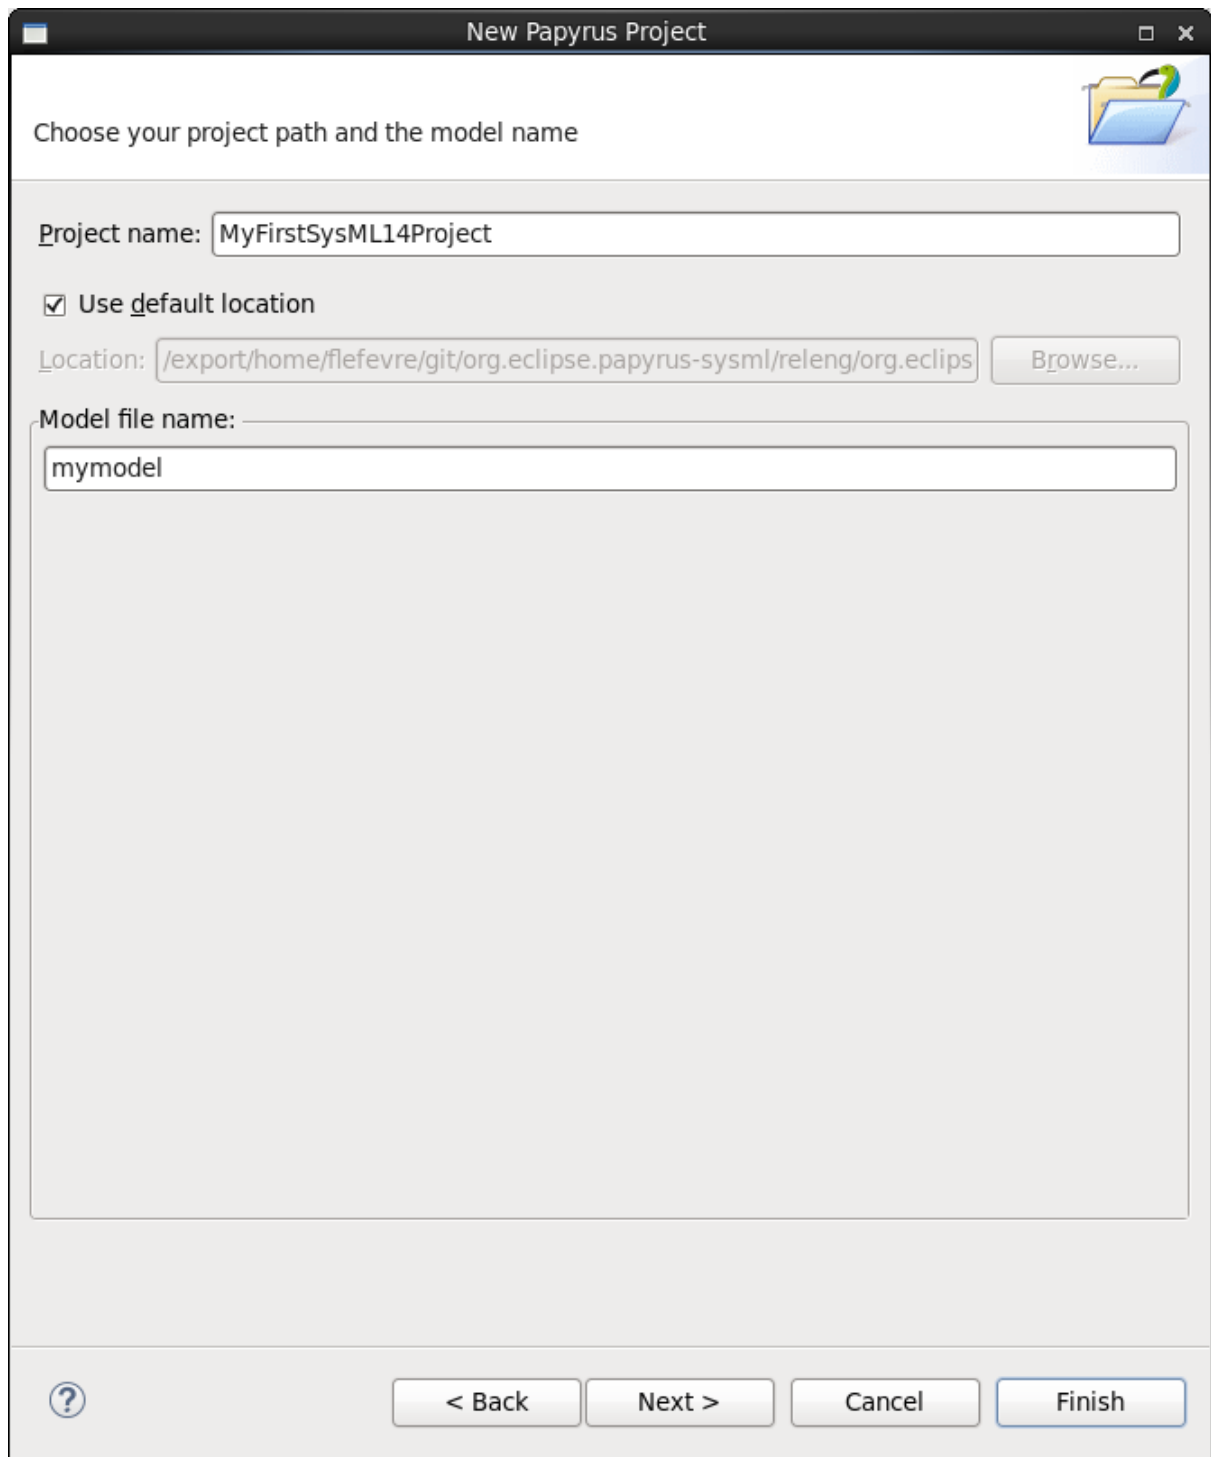 New Papyrus Project
Choose your project path and the model name
Project name: MyFirstSysML14Project
Use default location
Location: /export/home/flefevre/git/org.eclipse.papyrus-sysml/releng/org.eclips Browse...
Model file name:
mymodel
? < Back Next > Cancel Finish